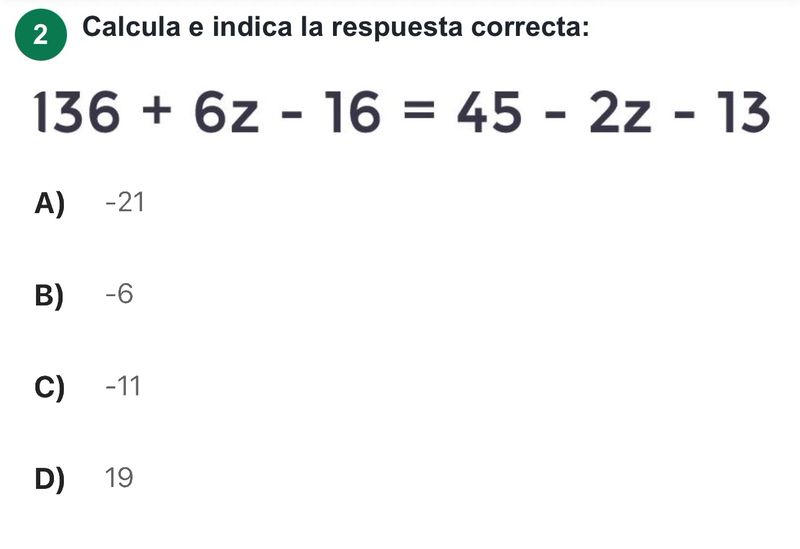 2 Calcula e indica la respuesta correcta:
136 + 6z - 16 = 45 - 2z - 13
A) -21
B) -6
C) -11
D) 19